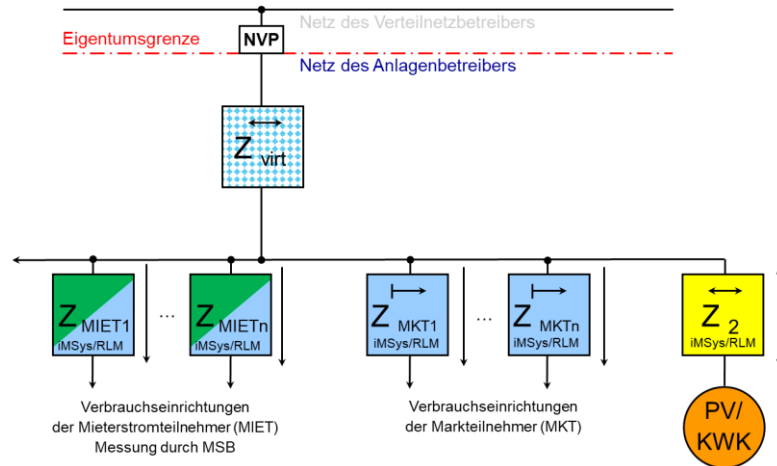 Netz des Verteilnetzbetreibers
Eigentumsgrenze
NVP
Netz des Anlagenbetreibers
Z virt
Z MIET1
iMSys/RLM
...
Z MIETn
iMSys/RLM
Z MKT1
iMSys/RLM
...
Z MKTn
iMSys/RLM
Z 2
iMSys/RLM
Verbrauchseinrichtungen
der Mieterstromteilnehmer (MIET)
Messung durch MSB
Verbrauchseinrichtungen
der Markteilnehmer (MKT)
PV/
KWK